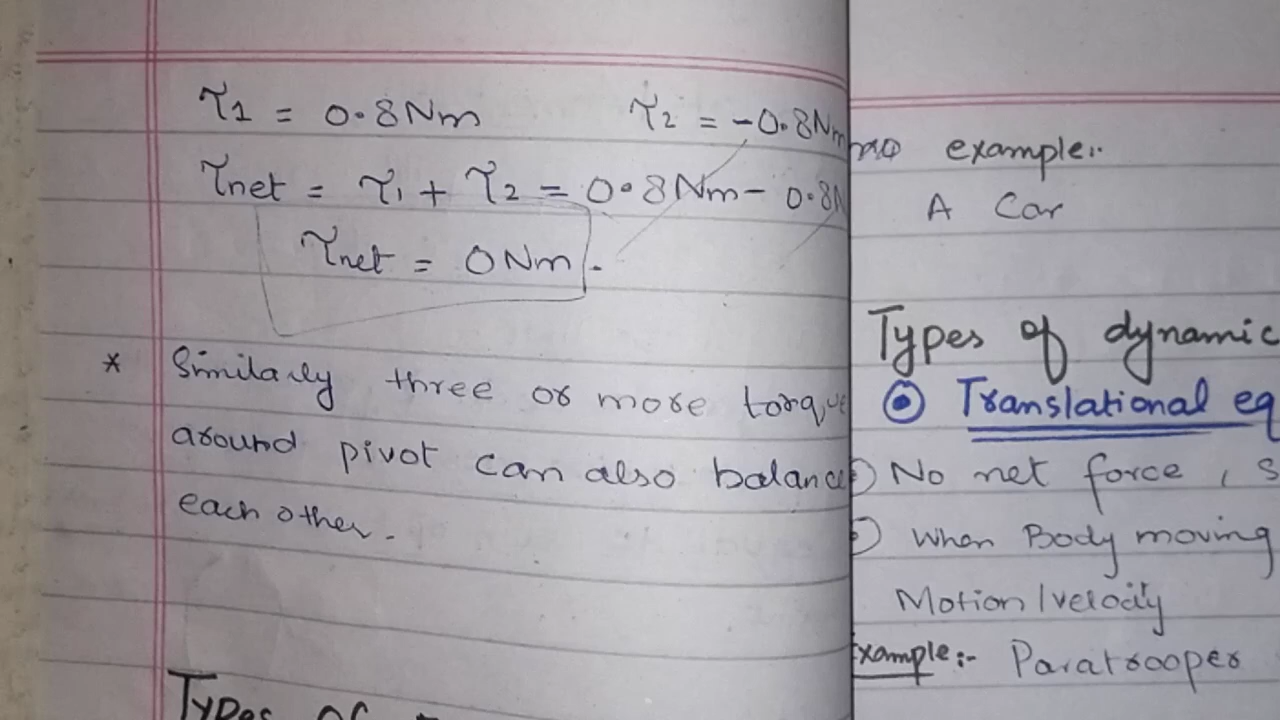 τ1 = 0.8Nm τ2 = -0.8Nm
τnet = τ1 + τ2 = 0.8Nm - 0.8N
τnet = 0Nm.
* Similarly three or more torque
around pivot can also balance
each other.
Types of
example:-
A Car
Types of dynamic
Translational eq
No net force, s
When Body moving
Motion/velocity
Example:- Paratrooper